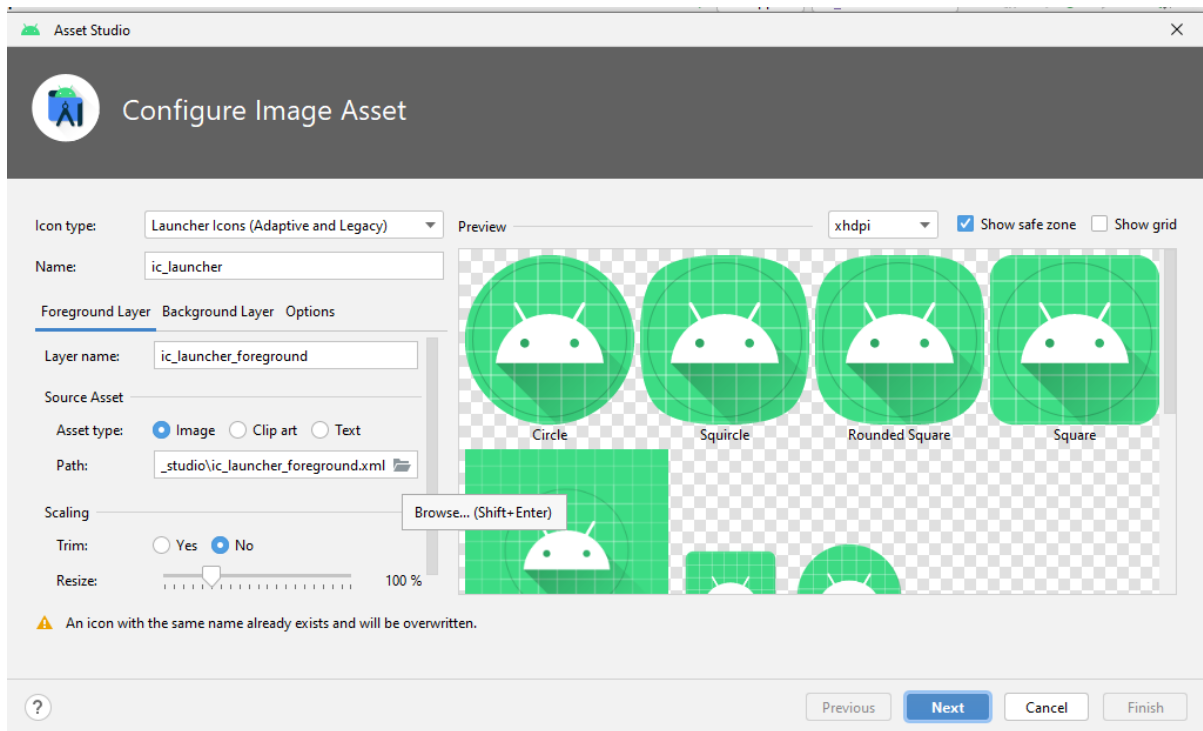 Asset Studio
Configure Image Asset
Icon type: Launcher Icons (Adaptive and Legacy)
Name: ic_launcher
Foreground Layer Background Layer Options
Layer name: ic_launcher_foreground
Source Asset
Asset type: Image Clip art Text
Path: _studio\ic_launcher_foreground.xml
Browse... (Shift+Enter)
Scaling
Trim: Yes No
Resize: 100 %
Preview xhdpi Show safe zone Show grid
Circle Squircle Rounded Square Square
An icon with the same name already exists and will be overwritten.
? Previous Next Cancel Finish